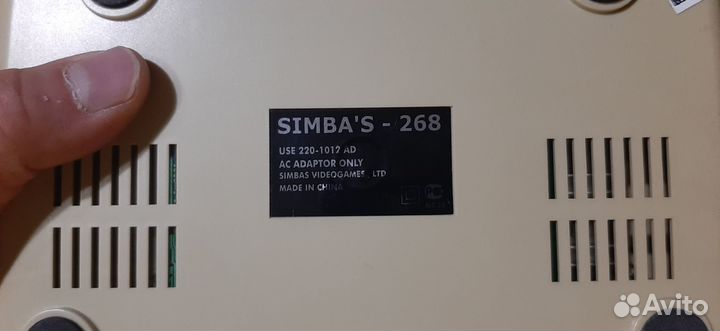 SIMBA'S - 268
USE 220-1012 AD
AC ADAPTOR ONLY
SIMBAS VIDEOGAMES, LTD
MADE IN CHINA
Avito